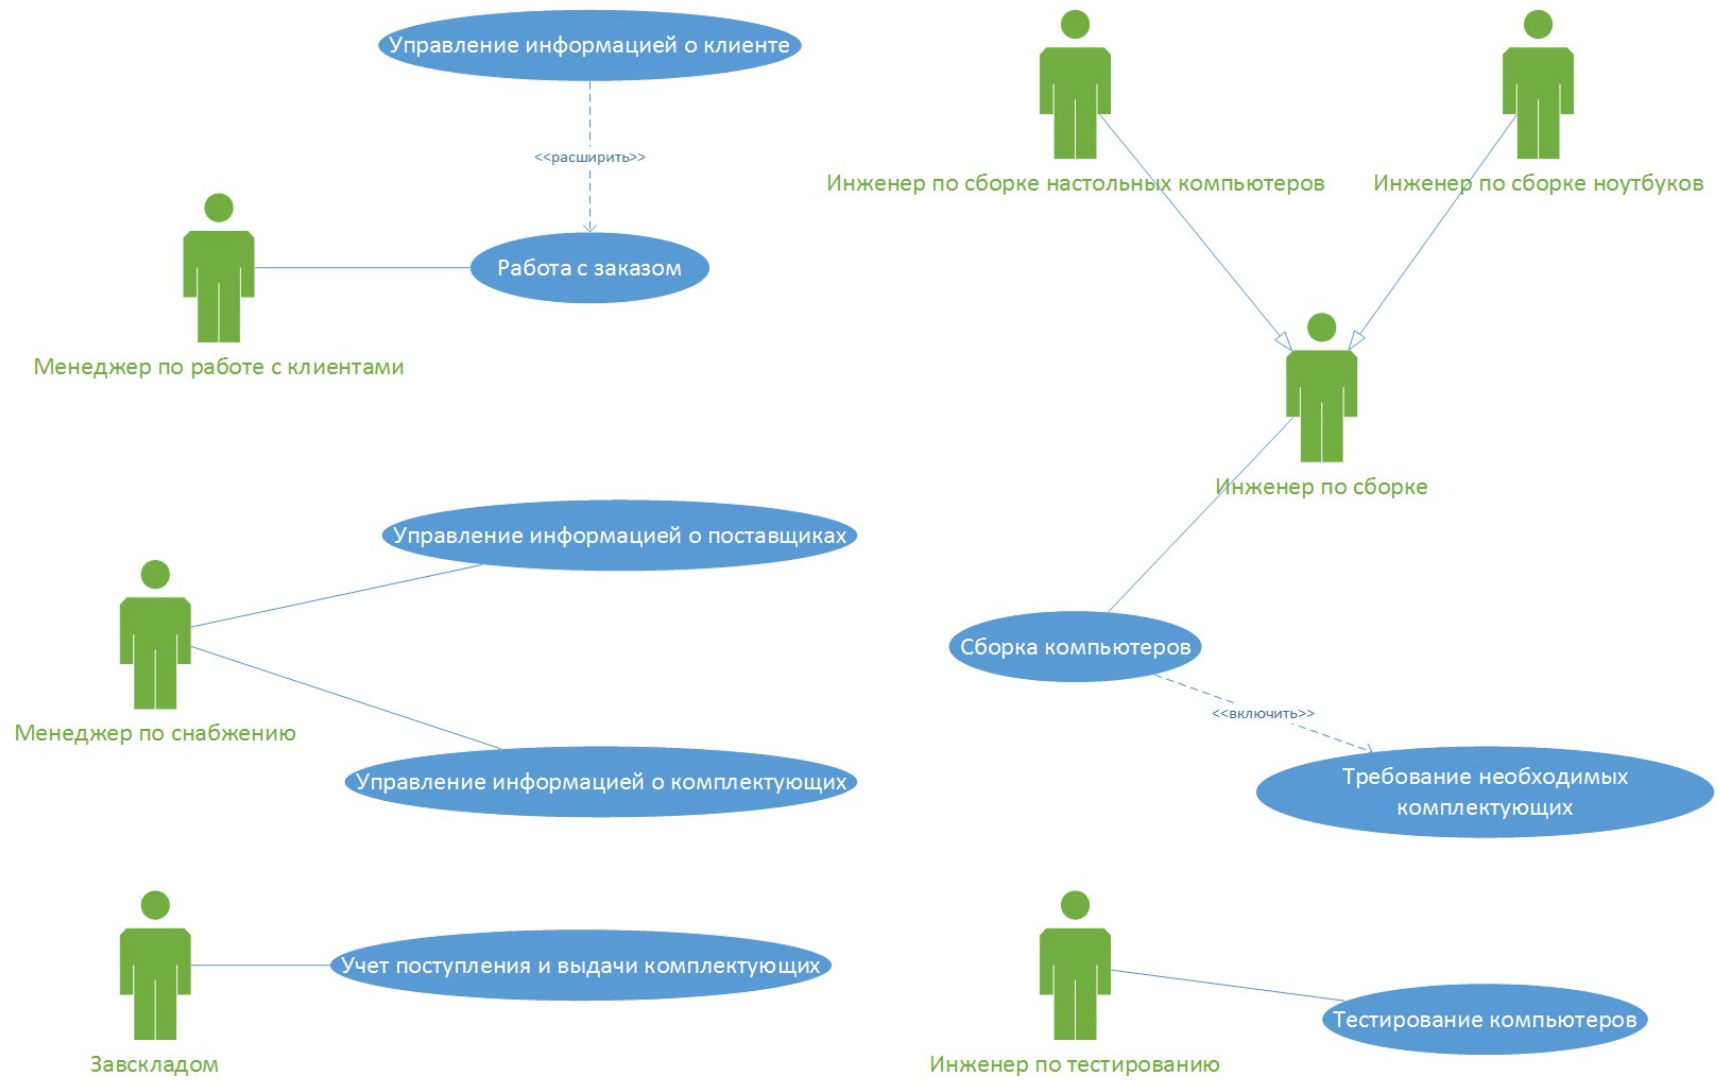 Управление информацией о клиенте
<<расширить>>
Инженер по сборке настольных компьютеров
Инженер по сборке ноутбуков
Работа с заказом
Менеджер по работе с клиентами
Инженер по сборке
Управление информацией о поставщиках
Сборка компьютеров
<<включить>>
Менеджер по снабжению
Управление информацией о комплектующих
Требование необходимых
комплектующих
Учет поступления и выдачи комплектующих
Тестирование компьютеров
Завскладом
Инженер по тестированию